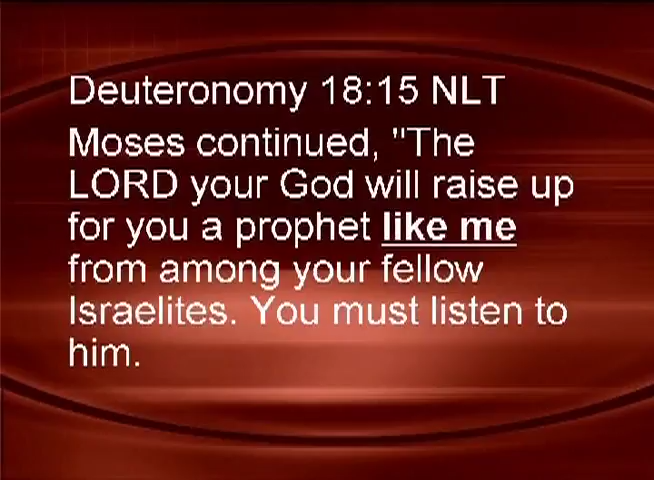 Deuteronomy 18:15 NLT
Moses continued, "The
LORD your God will raise up
for you a prophet like me
from among your fellow
Israelites. You must listen to
him.